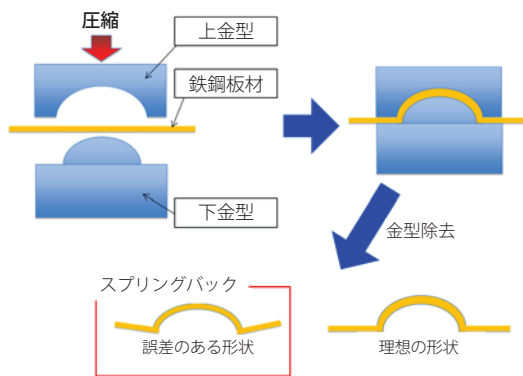 圧縮
上金型
鉄鋼板材
下金型
金型除去
スプリングバック
誤差のある形状
理想の形状